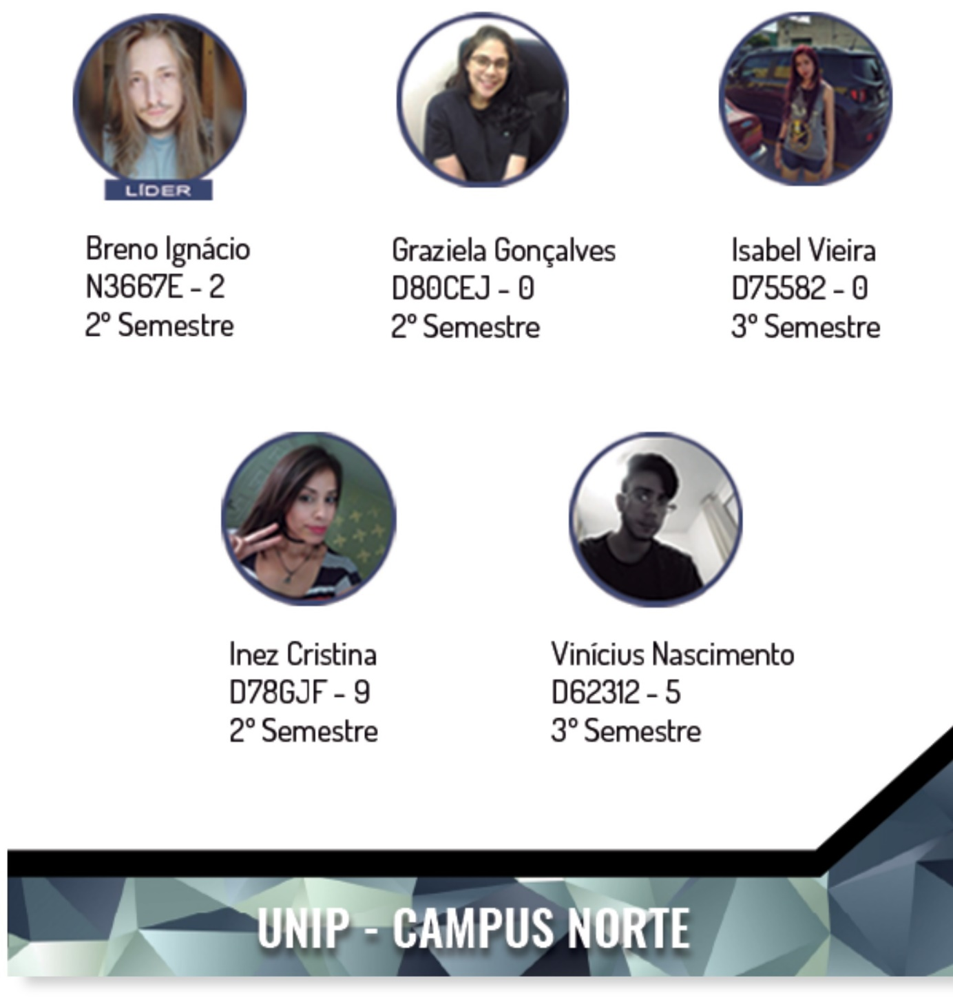 LÍDER
Breno Ignácio
N3667E - 2
2º Semestre
Graziela Gonçalves
D80CEJ - 0
2º Semestre
Isabel Vieira
D75582 - 0
3º Semestre
Inez Cristina
D78GJF - 9
2º Semestre
Vinícius Nascimento
D62312 - 5
3º Semestre
UNIP - CAMPUS NORTE